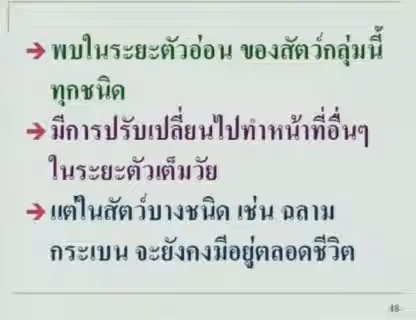 ➔ พบในระยะตัวอ่อน ของสัตว์กลุ่มนี้
ทุกชนิด
➔ มีการปรับเปลี่ยนไปทำหน้าที่อื่นๆ
ในระยะตัวเต็มวัย
➔ แต่ในสัตว์บางชนิด เช่น ฉลาม
กระเบน จะยังคงมีอยู่ตลอดชีวิต
48